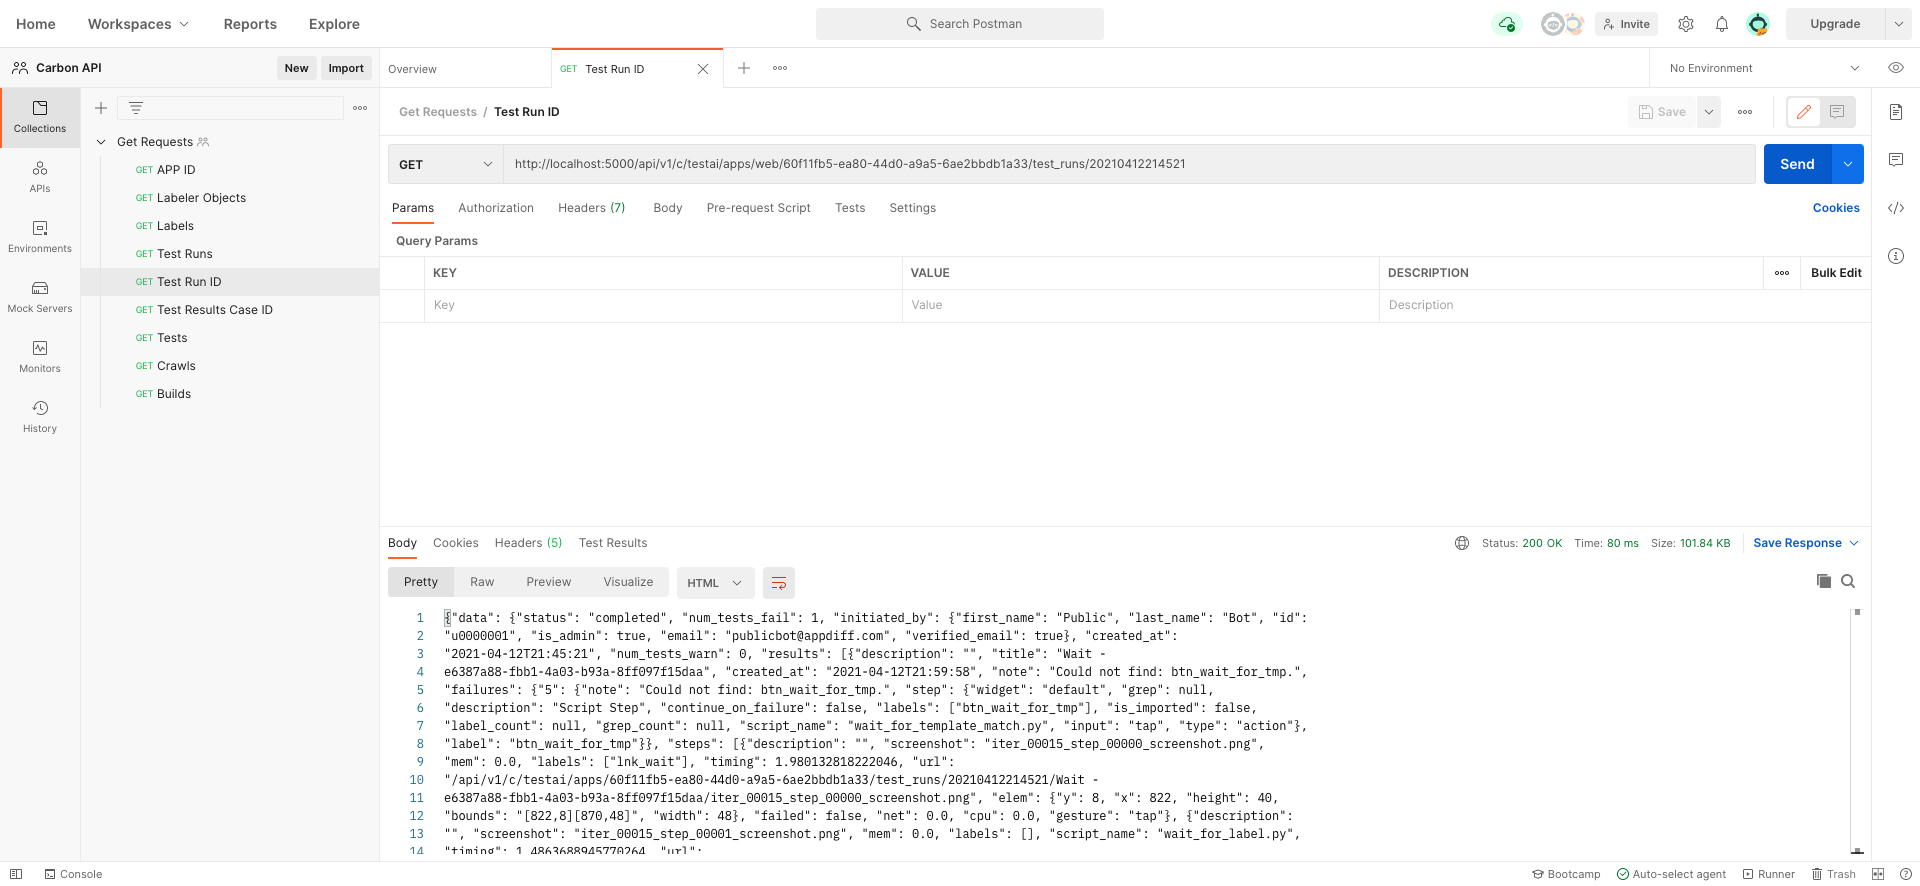 Home Workspaces Reports Explore Search Postman Invite Upgrade
Carbon API New Import Overview GET Test Run ID No Environment
Collections
APIs
Environments
Mock Servers
Monitors
History
Get Requests
GET APP ID
GET Labeler Objects
GET Labels
GET Test Runs
GET Test Run ID
GET Test Results Case ID
GET Tests
GET Crawls
GET Builds
Get Requests / Test Run ID Save
GET http://localhost:5000/api/v1/c/testai/apps/web/60f11fb5-ea80-44d0-a9a5-6ae2bbdb1a33/test_runs/20210412214521 Send
Params Authorization Headers (7) Body Pre-request Script Tests Settings Cookies
Query Params
KEY VALUE DESCRIPTION Bulk Edit
Key Value Description
Body Cookies Headers (5) Test Results Status: 200 OK Time: 80 ms Size: 101.84 KB Save Response
Pretty Raw Preview Visualize HTML
1 {"data": {"status": "completed", "num_tests_fail": 1, "initiated_by": {"first_name": "Public", "last_name": "Bot", "id":
2 "u0000001", "is_admin": true, "email": "publicbot@appdiff.com", "verified_email": true}, "created_at":
3 "2021-04-12T21:45:21", "num_tests_warn": 0, "results": [{"description": "", "title": "Wait -
4 e6387a88-fbb1-4a03-b93a-8ff097f15daa", "created_at": "2021-04-12T21:59:58", "note": "Could not find: btn_wait_for_tmp.",
5 "failures": {"5": {"note": "Could not find: btn_wait_for_tmp.", "step": {"widget": "default", "grep": null,
6 "description": "Script Step", "continue_on_failure": false, "labels": ["btn_wait_for_tmp"], "is_imported": false,
7 "label_count": null, "grep_count": null, "script_name": "wait_for_template_match.py", "input": "tap", "type": "action"},
8 "label": "btn_wait_for_tmp"}}, "steps": [{"description": "", "screenshot": "iter_00015_step_00000_screenshot.png",
9 "mem": 0.0, "labels": ["lnk_wait"], "timing": 1.980132818222046, "url":
10 "/api/v1/c/testai/apps/60f11fb5-ea80-44d0-a9a5-6ae2bbdb1a33/test_runs/20210412214521/Wait -
11 e6387a88-fbb1-4a03-b93a-8ff097f15daa/iter_00015_step_00000_screenshot.png", "elem": {"y": 8, "x": 822, "height": 40,
12 "bounds": "[822,8][870,48]", "width": 48}, "failed": false, "net": 0.0, "cpu": 0.0, "gesture": "tap"}, {"description":
13 "", "screenshot": "iter_00015_step_00001_screenshot.png", "mem": 0.0, "labels": [], "script_name": "wait_for_label.py",
14 "timing": 1.4863688945770264, "url":
Console Bootcamp Auto-select agent Runner Trash